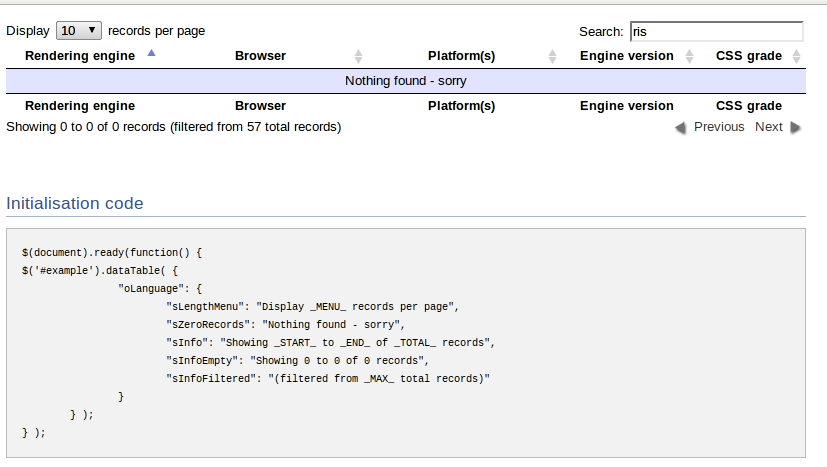 Display 10 records per page Search: ris
Rendering engine Browser Platform(s) Engine version CSS grade
Nothing found - sorry
Rendering engine Browser Platform(s) Engine version CSS grade
Showing 0 to 0 of 0 records (filtered from 57 total records) Previous Next
Initialisation code
$(document).ready(function() {
$('#example').dataTable( {
"oLanguage": {
"sLengthMenu": "Display _MENU_ records per page",
"sZeroRecords": "Nothing found - sorry",
"sInfo": "Showing _START_ to _END_ of _TOTAL_ records",
"sInfoEmpty": "Showing 0 to 0 of 0 records",
"sInfoFiltered": "(filtered from _MAX_ total records)"
}
} );
} );